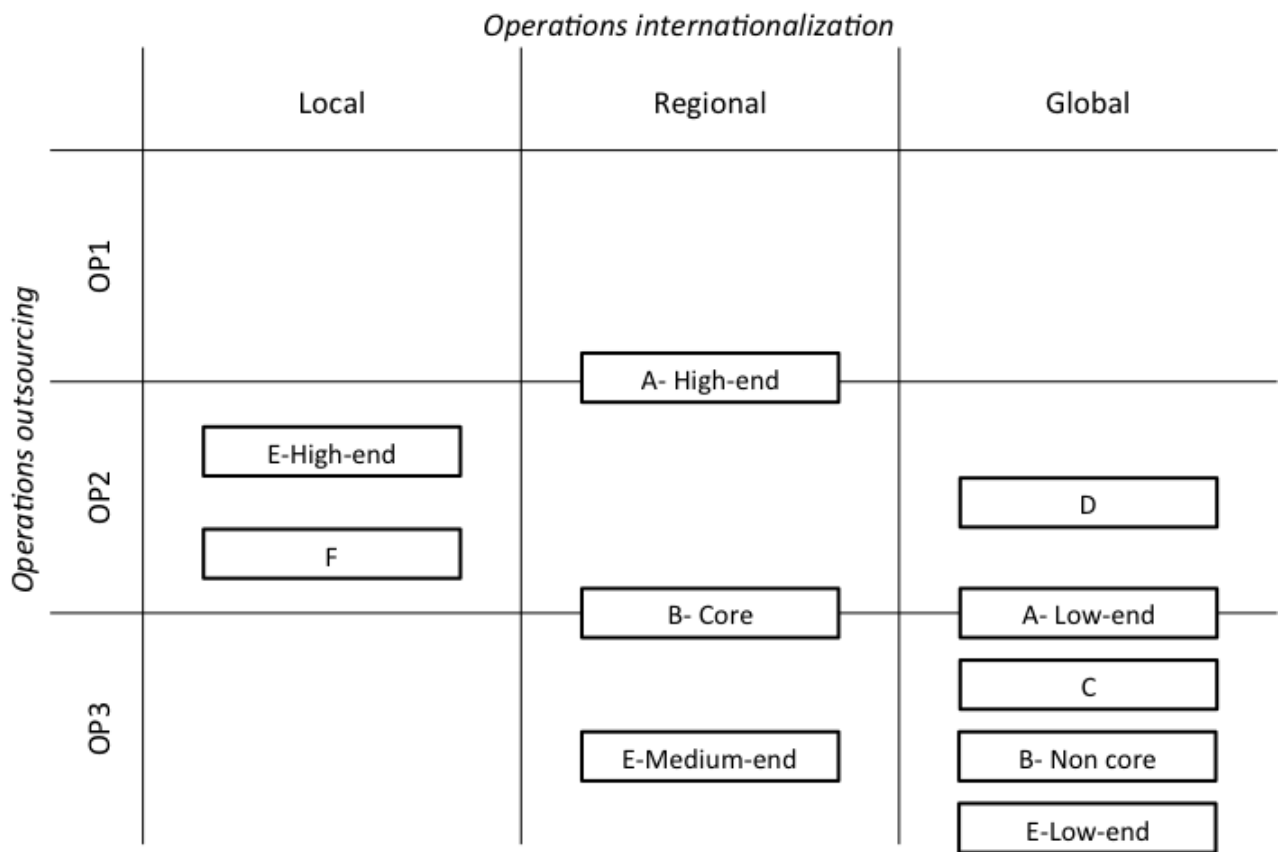 Operations internationalization
Local
Regional
Global
Operations outsourcing
OP1
A- High-end
OP2
E-High-end
D
F
B- Core
A- Low-end
OP3
C
E-Medium-end
B- Non core
E-Low-end